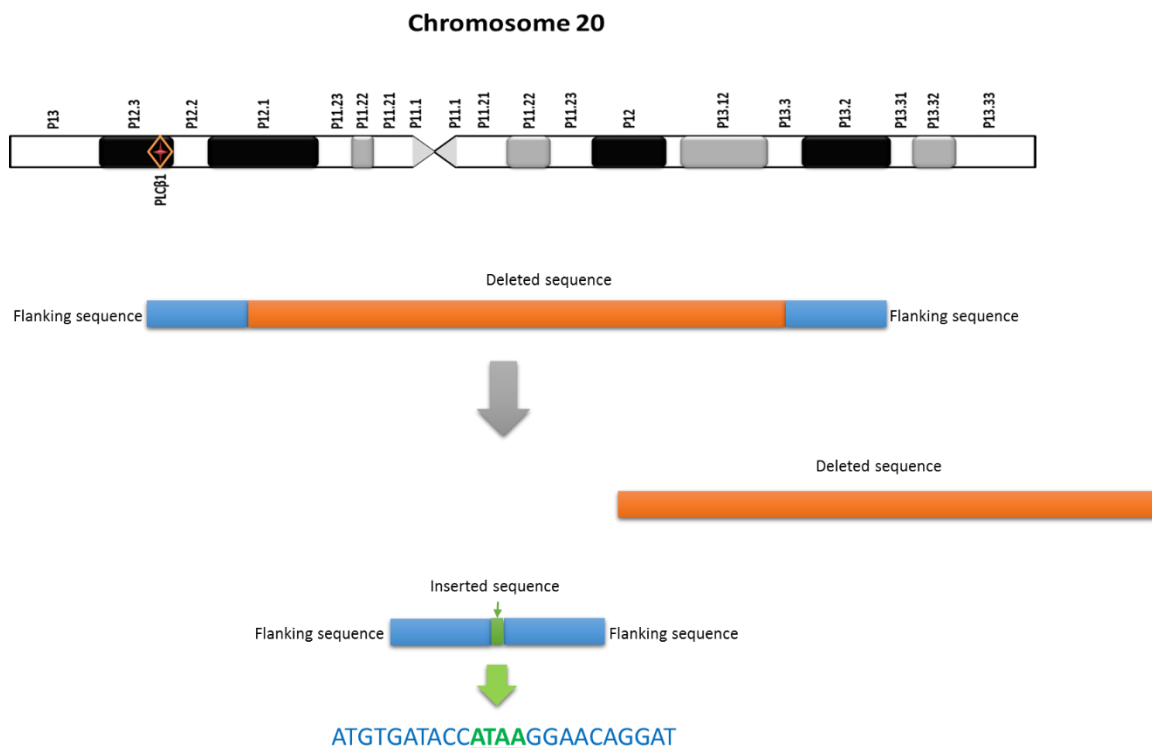 Chromosome 20
P13 P12.3 P12.2 P12.1 P11.23 P11.22 P11.21 P11.1 P11.1 P11.21 P11.22 P11.23 P12 P13.12 P13.3 P13.2 P13.31 P13.32 P13.33
PLCβ1
Deleted sequence
Flanking sequence Flanking sequence
Deleted sequence
Inserted sequence
Flanking sequence Flanking sequence
ATGTGATACCATAAGGAACAGGAT